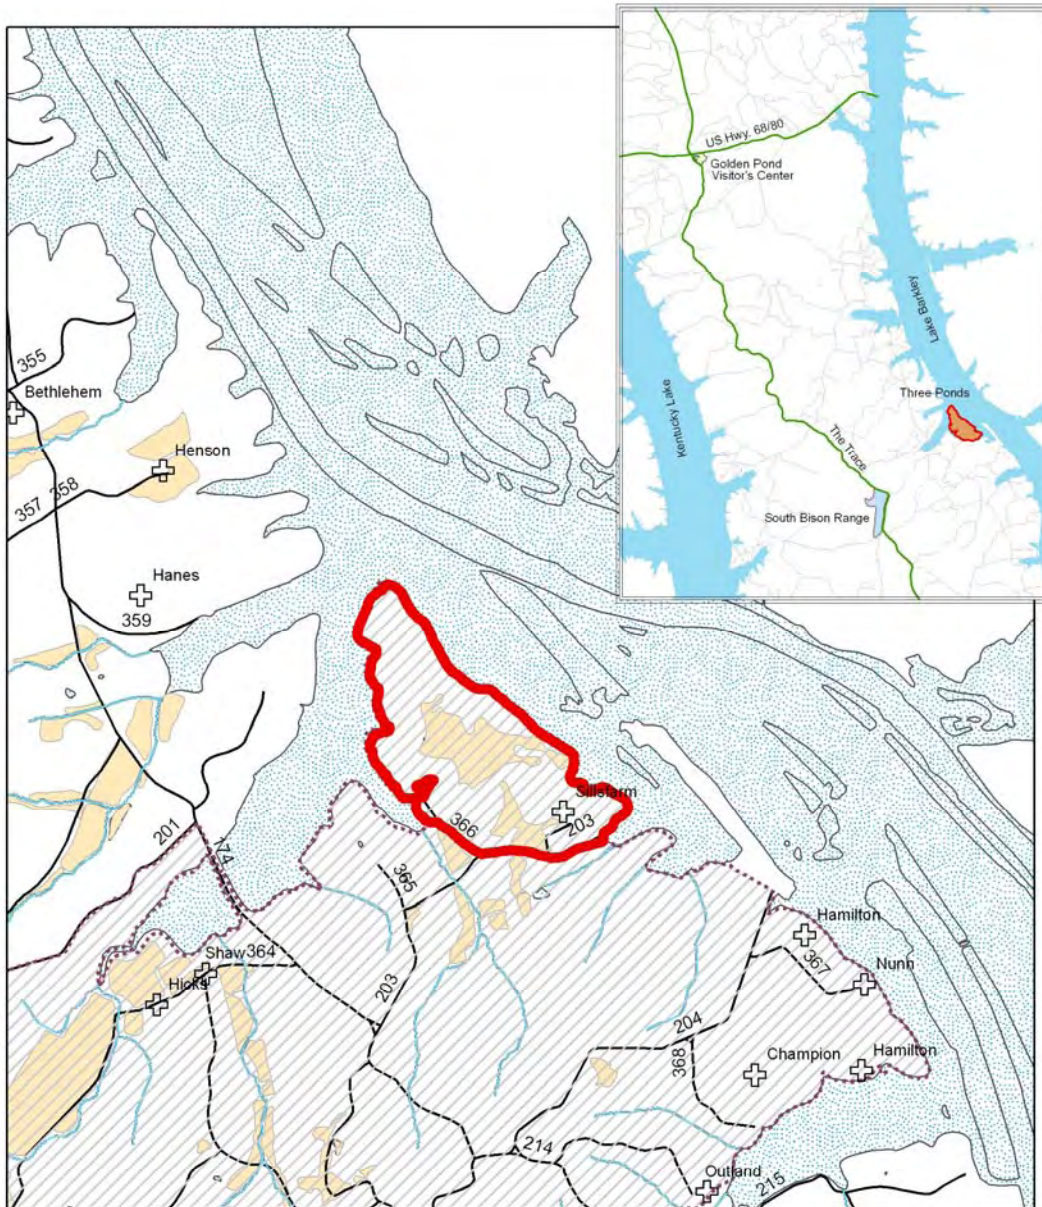 US Hwy. 68/80
Golden Pond
Visitor's Center
Lake Barkley
Kentucky Lake
Three Ponds
The Trace
South Bison Range
355
Bethlehem
Henson
357
358
Hanes
359
Sillsfarm
203
366
201
174
365
Hamilton
367
Nunn
Shaw
364
Hicks
203
204
368
Champion
Hamilton
214
Outland
215